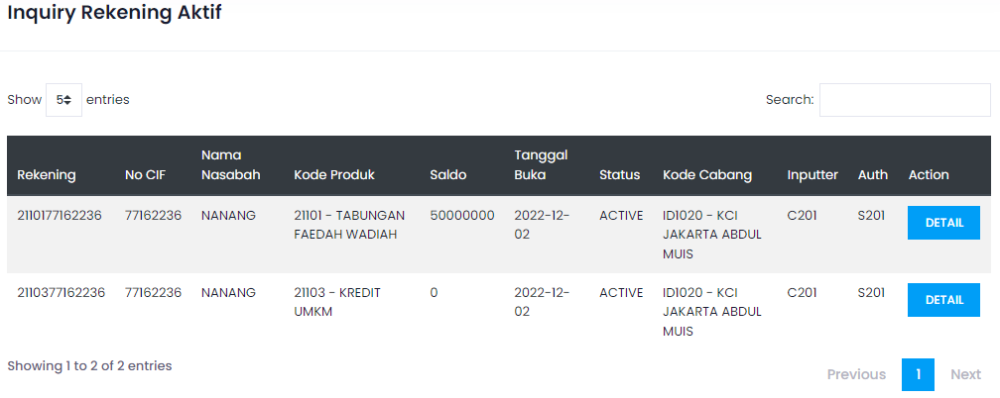 Inquiry Rekening Aktif
Show 5 entries
Search:
Rekening No CIF Nama Nasabah Kode Produk Saldo Tanggal Buka Status Kode Cabang Inputter Auth Action
2110177162236 77162236 NANANG 21101 - TABUNGAN FAEDAH WADIAH 50000000 2022-12-02 ACTIVE ID1020 - KCI JAKARTA ABDUL MUIS C201 S201 DETAIL
2110377162236 77162236 NANANG 21103 - KREDIT UMKM 0 2022-12-02 ACTIVE ID1020 - KCI JAKARTA ABDUL MUIS C201 S201 DETAIL
Showing 1 to 2 of 2 entries
Previous 1 Next